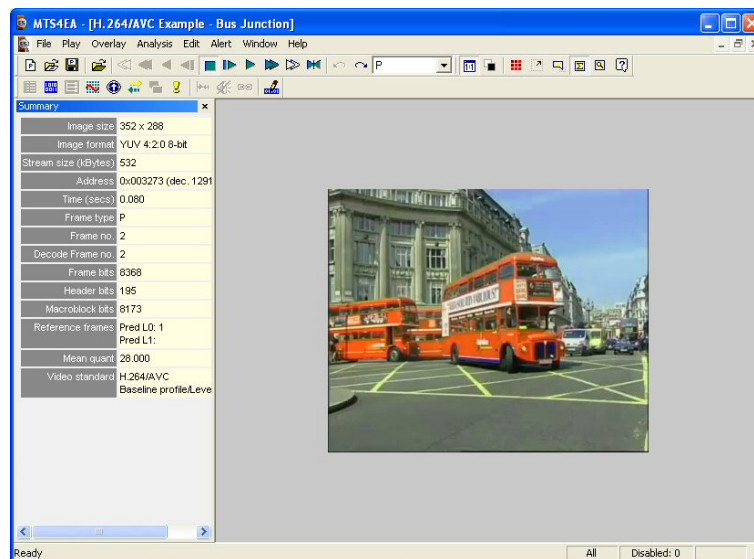 MTS4EA - [H.264/AVC Example - Bus Junction]
File Play Overlay Analysis Edit Alert Window Help
P
1:1
Summary
Image size 352 x 288
Image format YUV 4:2:0 8-bit
Stream size (kBytes) 532
Address 0x003273 (dec. 1291
Time (secs) 0.080
Frame type P
Frame no. 2
Decode Frame no. 2
Frame bits 8368
Header bits 195
Macroblock bits 8173
Reference frames Pred L0: 1
Pred L1:
Mean quant 28.000
Video standard H.264/AVC
Baseline profile/Leve
Ready All Disabled: 0